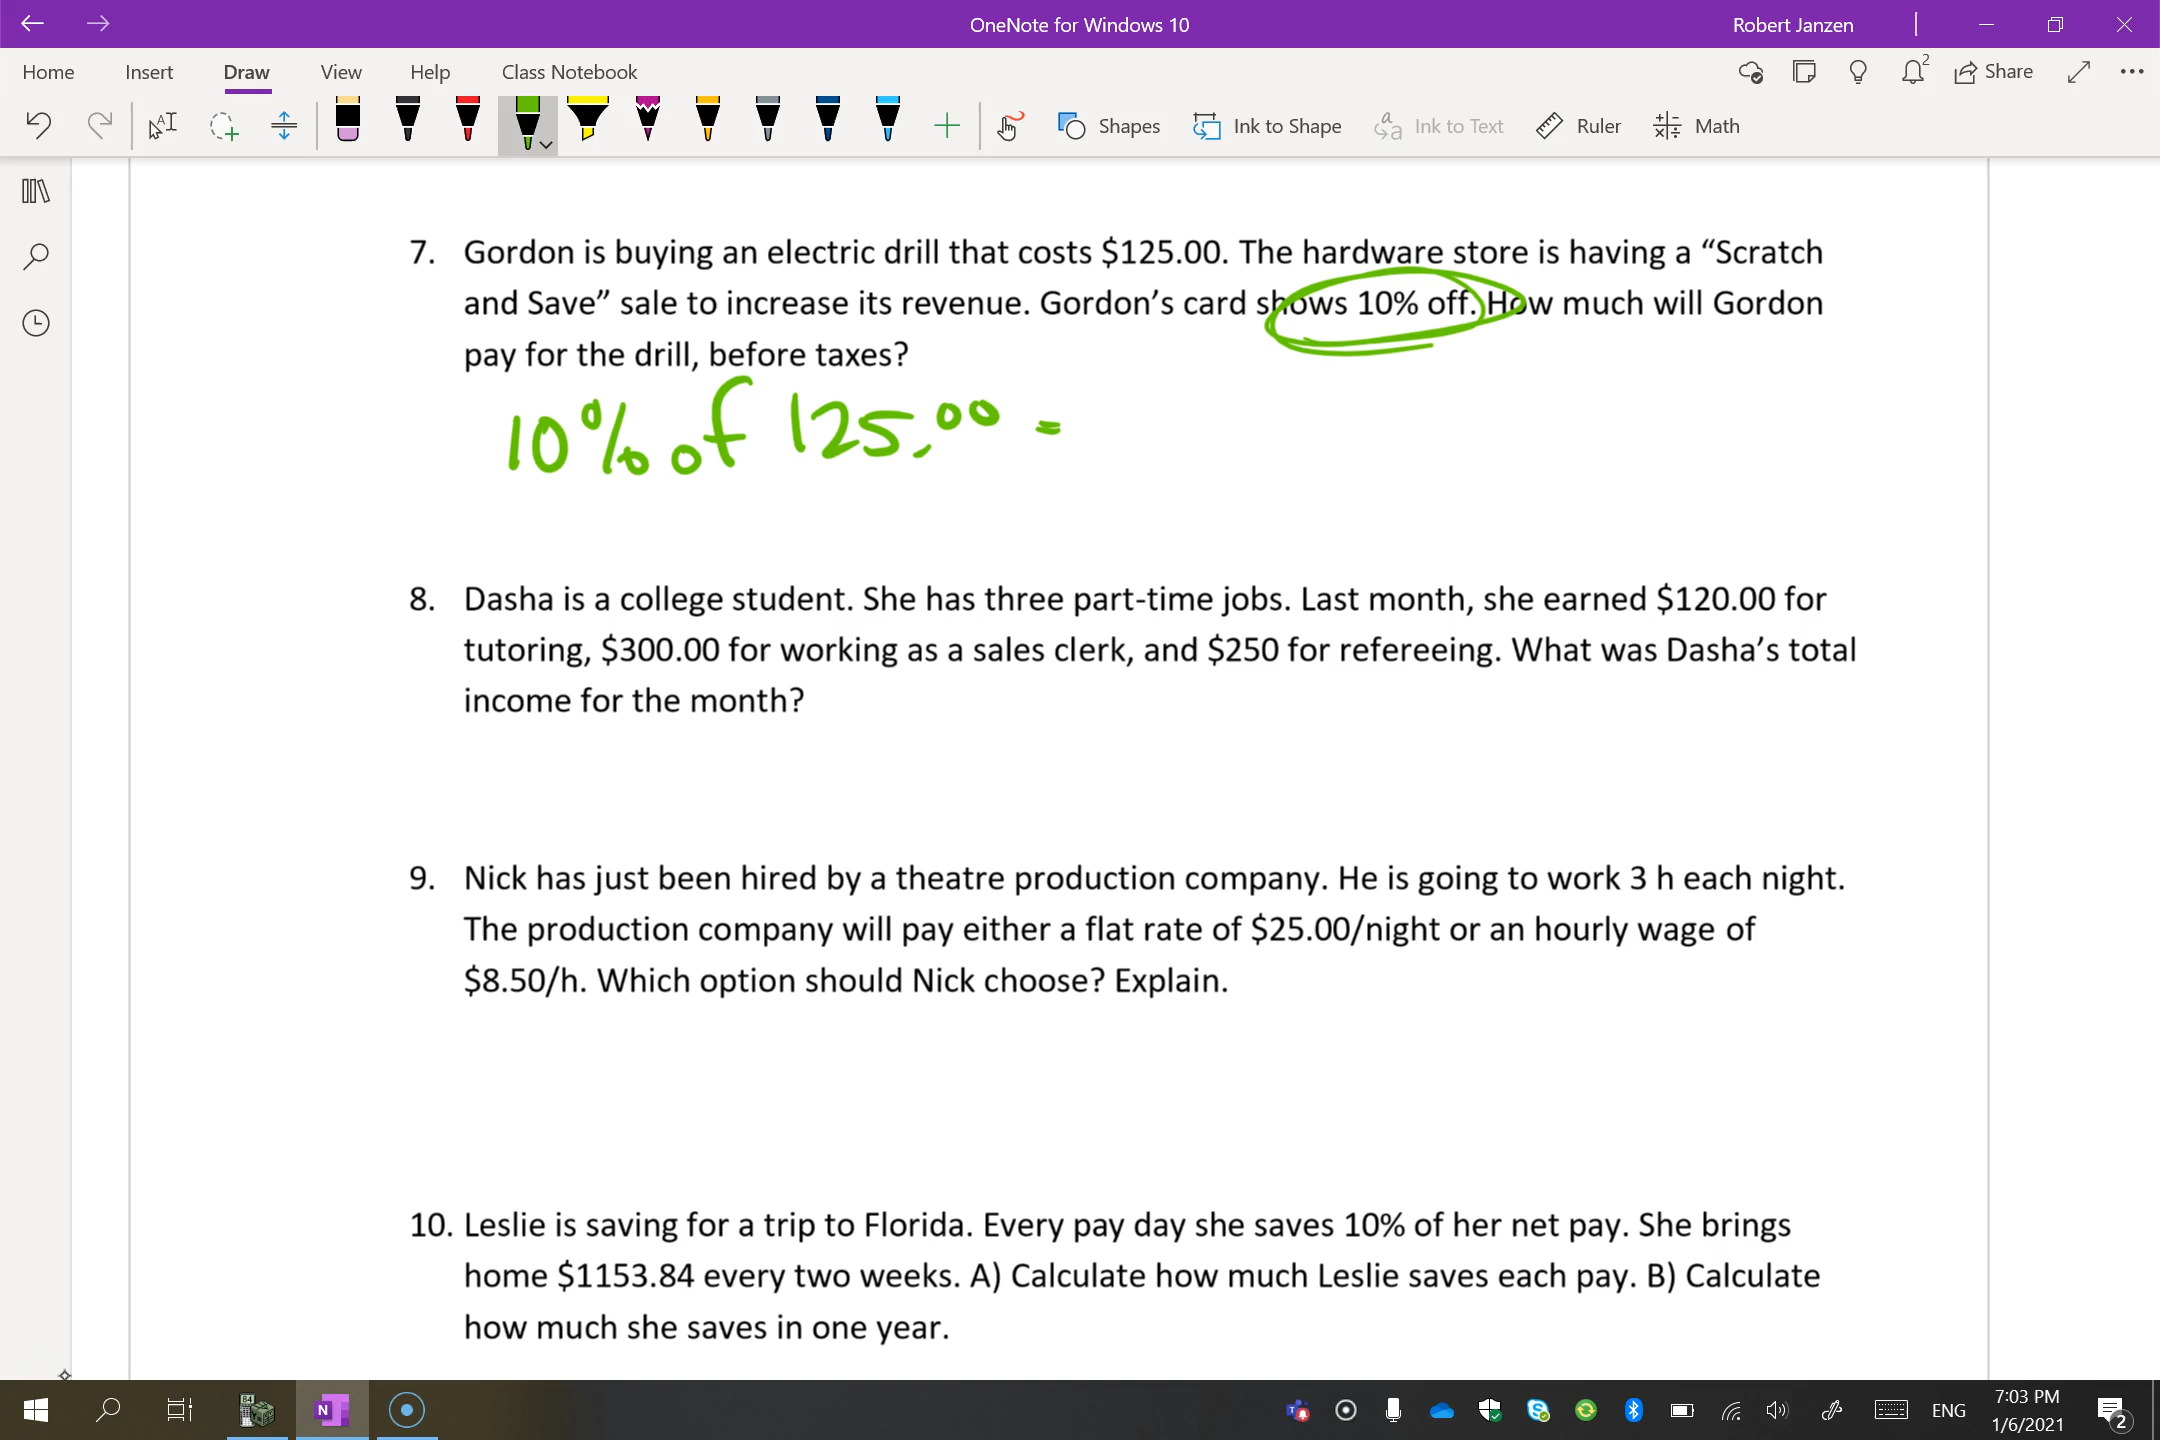 OneNote for Windows 10
Robert Janzen
Home Insert Draw View Help Class Notebook
2
Share
Shapes Ink to Shape Ink to Text Ruler Math
7. Gordon is buying an electric drill that costs $125.00. The hardware store is having a “Scratch
and Save” sale to increase its revenue. Gordon’s card shows 10% off. How much will Gordon
pay for the drill, before taxes?
10% of 125.00 =
8. Dasha is a college student. She has three part-time jobs. Last month, she earned $120.00 for
tutoring, $300.00 for working as a sales clerk, and $250 for refereeing. What was Dasha’s total
income for the month?
9. Nick has just been hired by a theatre production company. He is going to work 3 h each night.
The production company will pay either a flat rate of $25.00/night or an hourly wage of
$8.50/h. Which option should Nick choose? Explain.
10. Leslie is saving for a trip to Florida. Every pay day she saves 10% of her net pay. She brings
home $1153.84 every two weeks. A) Calculate how much Leslie saves each pay. B) Calculate
how much she saves in one year.
84
N
ENG
7:03 PM
1/6/2021
2